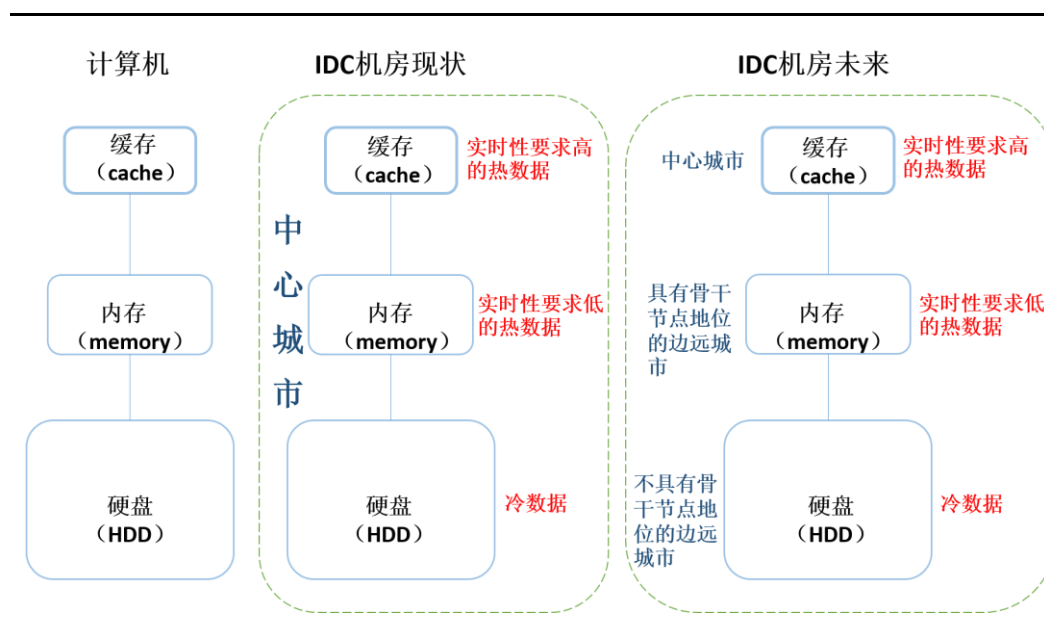 计算机
缓存
（cache）
内存
（memory）
硬盘
（HDD）
IDC机房现状
中
心
城
市
缓存
（cache）
实时性要求高
的热数据
内存
（memory）
实时性要求低
的热数据
硬盘
（HDD）
冷数据
IDC机房未来
中心城市
缓存
（cache）
实时性要求高
的热数据
具有骨干
节点地位
的边远城
市
内存
（memory）
实时性要求低
的热数据
不具有骨
干节点地
位的边远
城市
硬盘
（HDD）
冷数据